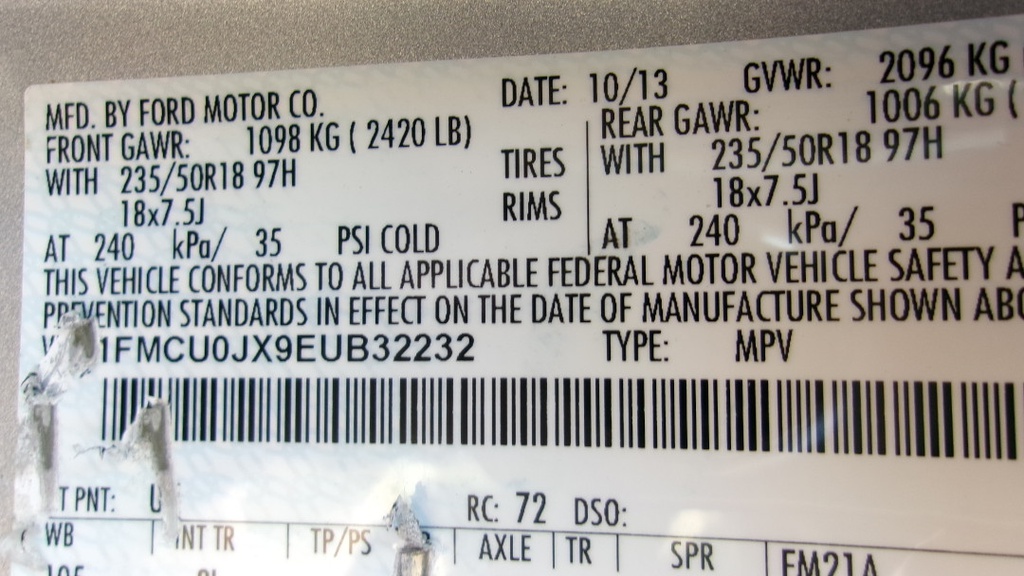 MFD. BY FORD MOTOR CO. DATE: 10/13 GVWR: 2096 KG
FRONT GAWR: 1098 KG ( 2420 LB) REAR GAWR: 1006 KG (
WITH 235/50R18 97H TIRES WITH 235/50R18 97H
18x7.5J RIMS 18x7.5J
AT 240 kPa/ 35 PSI COLD AT 240 kPa/ 35
THIS VEHICLE CONFORMS TO ALL APPLICABLE FEDERAL MOTOR VEHICLE SAFETY A
PREVENTION STANDARDS IN EFFECT ON THE DATE OF MANUFACTURE SHOWN ABO
1FMCU0JX9EUB32232 TYPE: MPV
T PNT: U RC: 72 DSO:
WB INT TR TP/PS AXLE TR SPR FM21A